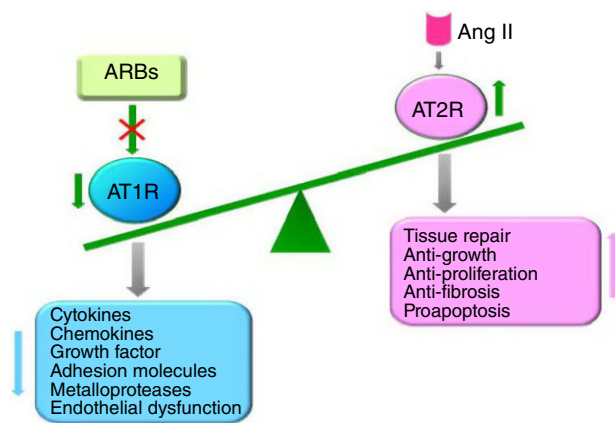 Ang II
ARBs
AT2R
AT1R
Tissue repair
Anti-growth
Anti-proliferation
Anti-fibrosis
Proapoptosis
Cytokines
Chemokines
Growth factor
Adhesion molecules
Metalloproteases
Endothelial dysfunction